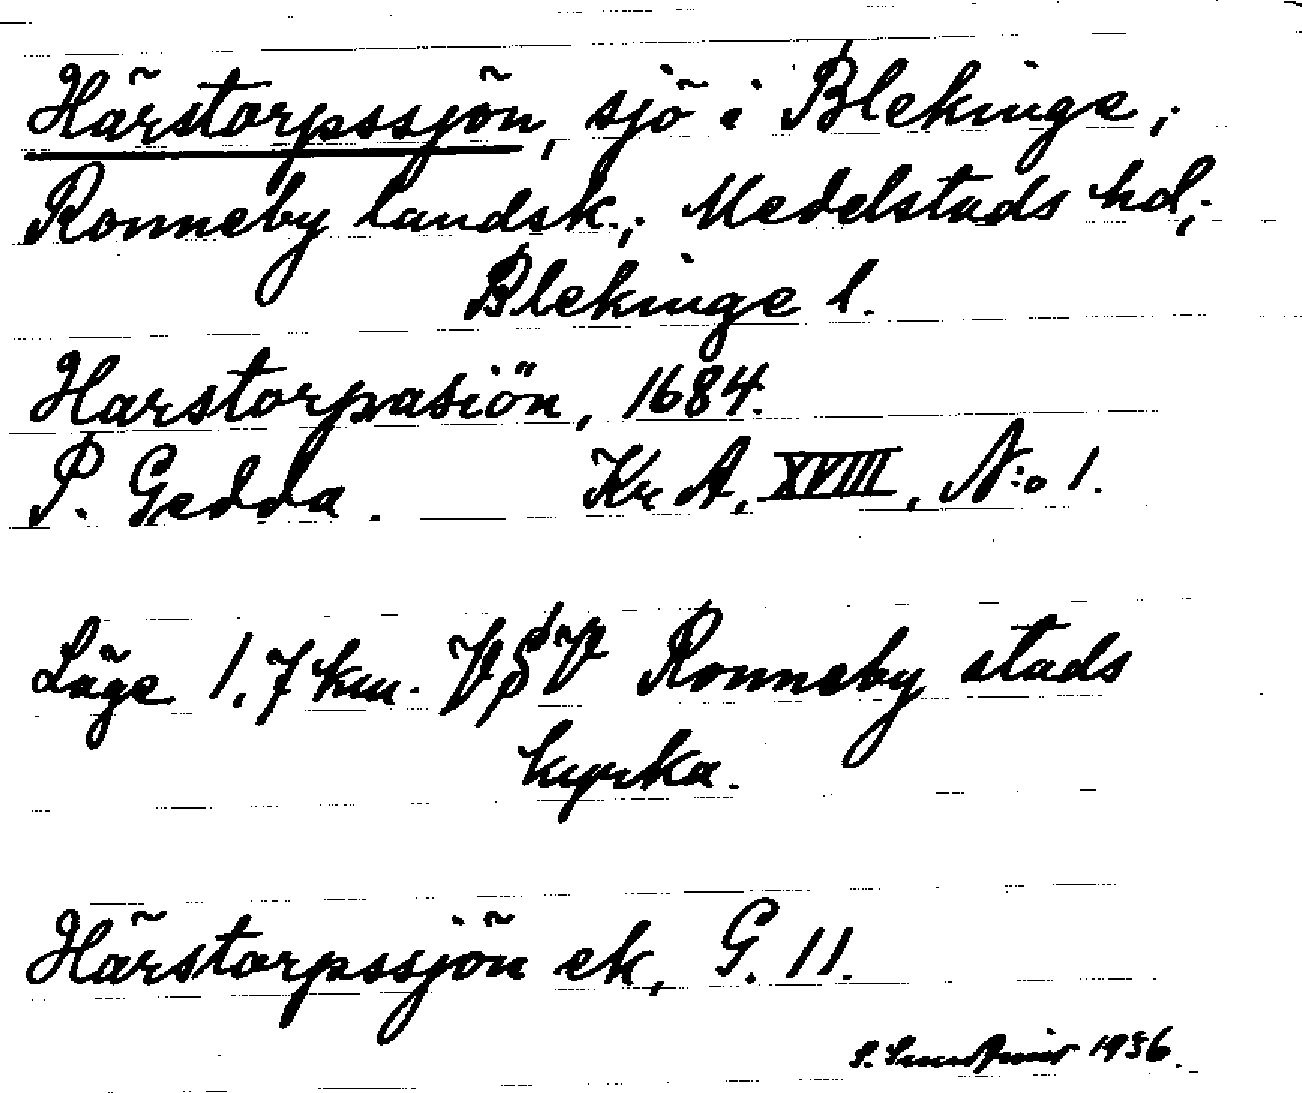 Härstorpssjön, sjö i Blekinge;
Ronneby landsk.; Medelstads hd;
Blekinge l.
Harstorpasiön, 1684.
P. Gedda. Kr A, XVIII, N:o 1.
Läge 1,7 km. VSV Ronneby stads
kyrka.
Härstorpssjön ek, G. 11.
1936.